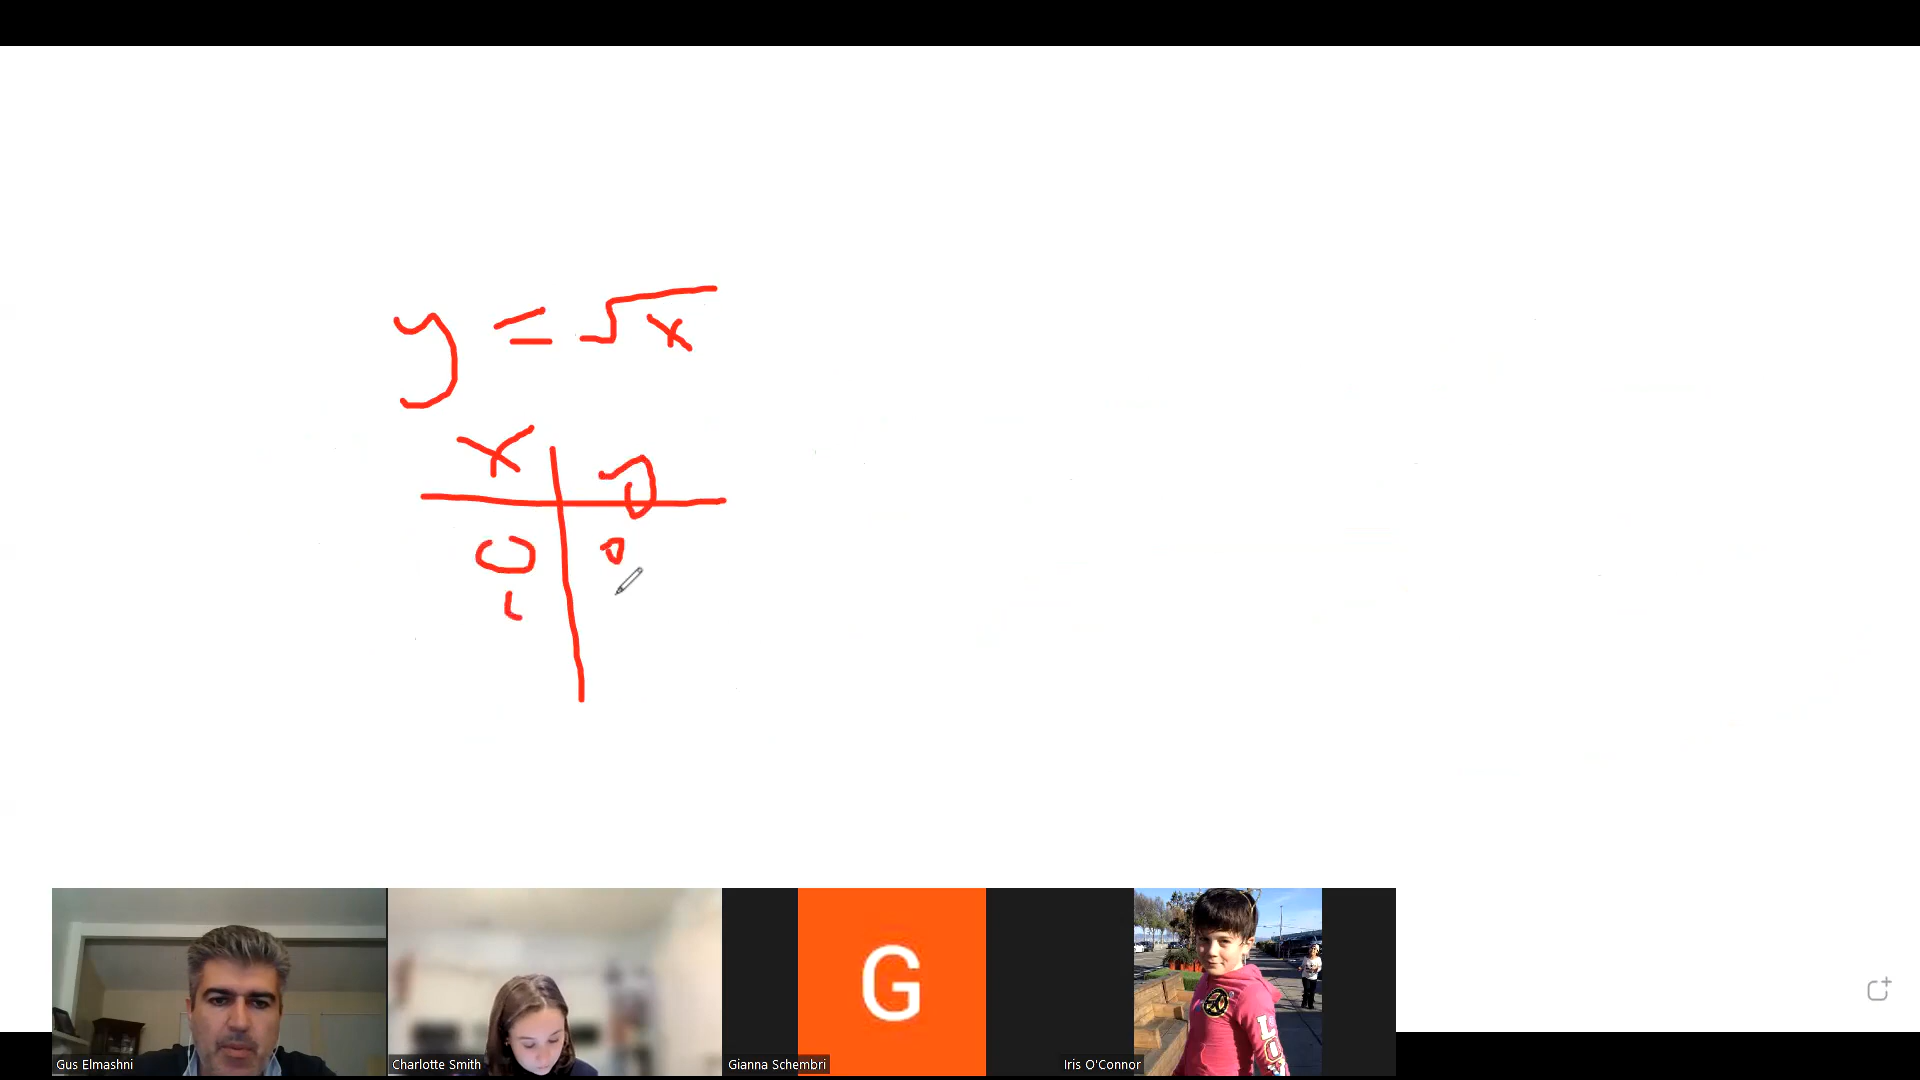 y = √x
x y
0 0
1
G
Gus Elmashni Charlotte Smith Gianna Schembri Iris O'Connor